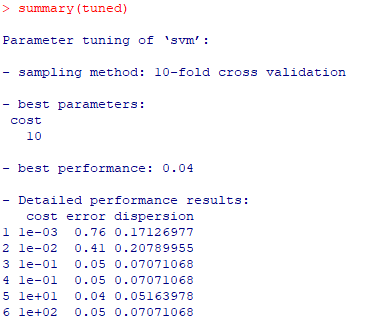 > summary(tuned)
Parameter tuning of ‘svm’:
- sampling method: 10-fold cross validation
- best parameters:
cost
10
- best performance: 0.04
- Detailed performance results:
cost error dispersion
1 1e-03 0.76 0.17126977
2 1e-02 0.41 0.20789955
3 1e-01 0.05 0.07071068
4 1e-01 0.05 0.07071068
5 1e+01 0.04 0.05163978
6 1e+02 0.05 0.07071068